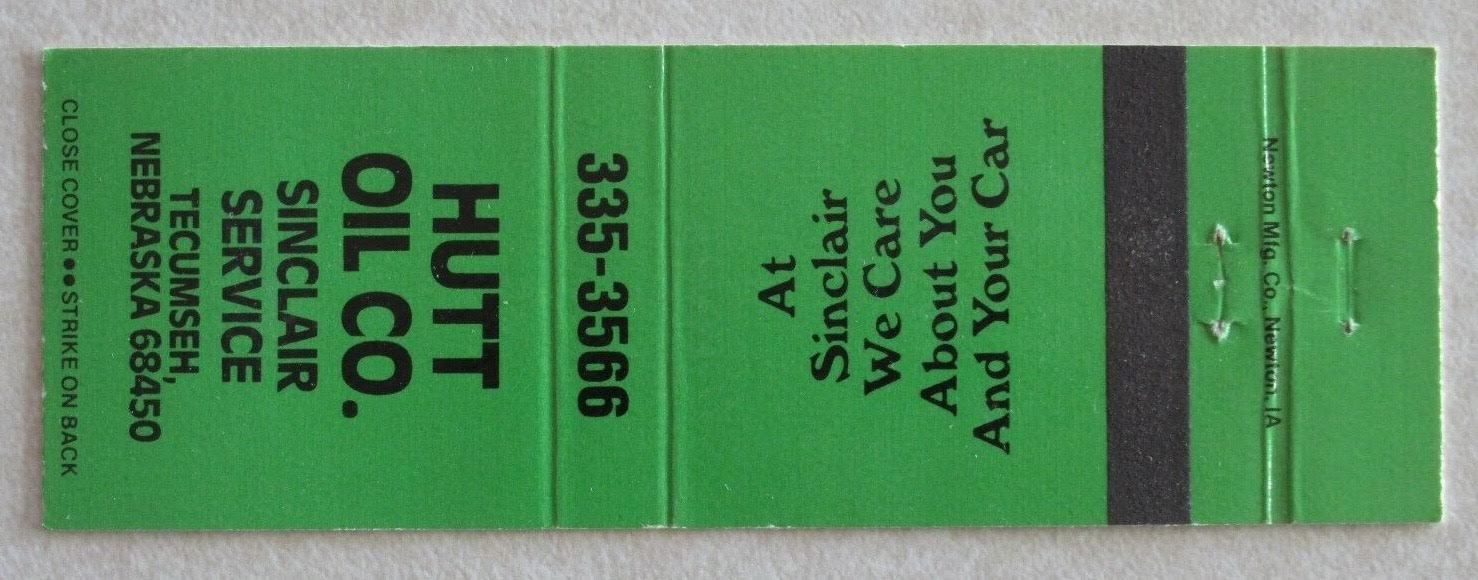 HUTT
OIL CO.
SINCLAIR
SERVICE
TECUMSEH,
NEBRASKA 68450
CLOSE COVER ●● STRIKE ON BACK
335-3566
At
Sinclair
We Care
About You
And Your Car
Newton Mfg. Co., Newton, IA